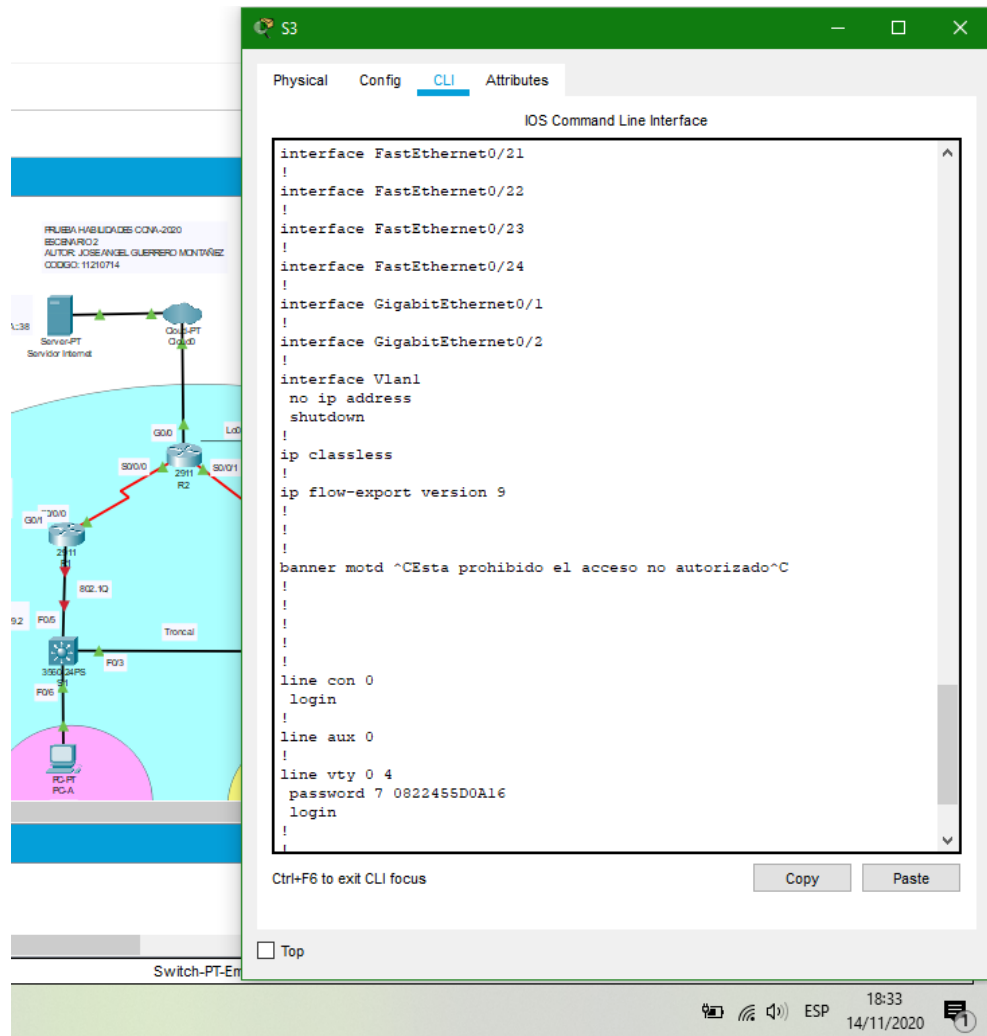 S3
Physical Config CLI Attributes
IOS Command Line Interface
interface FastEthernet0/21
!
interface FastEthernet0/22
!
interface FastEthernet0/23
!
interface FastEthernet0/24
!
interface GigabitEthernet0/1
!
interface GigabitEthernet0/2
!
interface Vlan1
no ip address
shutdown
!
ip classless
!
ip flow-export version 9
!
!
!
banner motd ^CEsta prohibido el acceso no autorizado^C
!
!
!
!
!
line con 0
login
!
line aux 0
!
line vty 0 4
password 7 0822455D0A16
login
!
!
Ctrl+F6 to exit CLI focus
Copy
Paste
Top
PRUEBA HABILIDADES CCNA-2020
ESCENARIO 2
AUTOR: JOSE ANGEL GUERRERO MONTAÑEZ
CODIGO: 11210714
A::38
Server-PT
Servidor Internet
Cloud-PT
Cloud0
G0/0
Lo0
S0/0/0
S0/0/1
2911
R2
G0/1
2911
802.1Q
9.2
F0/5
Troncal
F0/3
3560-24PS
S1
F0/6
PC-PT
PC-A
Switch-PT-Em
ESP
18:33
14/11/2020
1